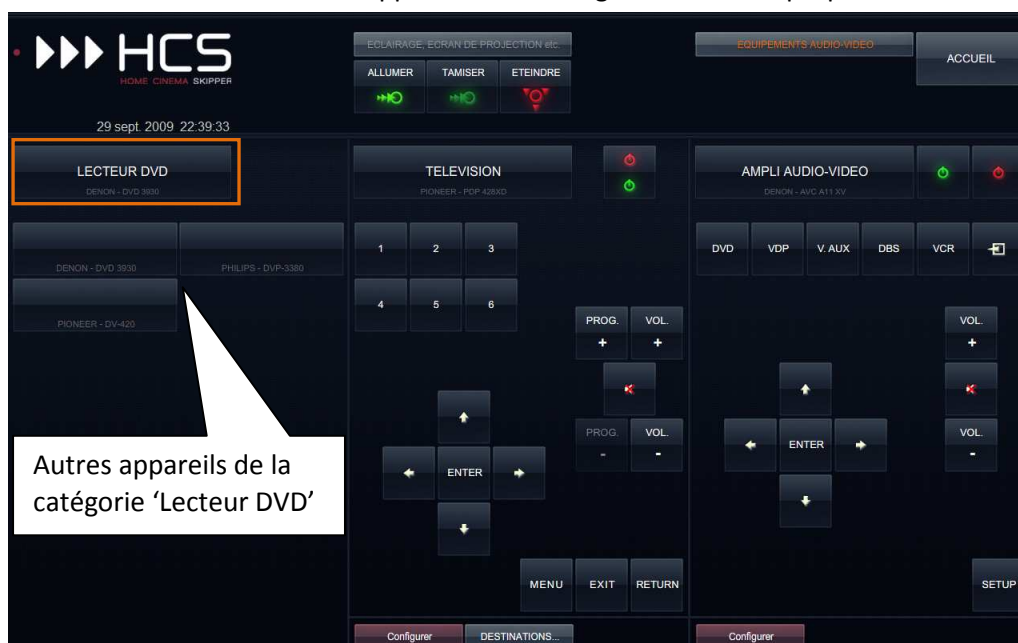 HCS
HOME CINEMA SKIPPER
29 sept. 2009 22:39:33
ECLAIRAGE, ECRAN DE PROJECTION etc.
ALLUMER TAMISER ETEINDRE
EQUIPEMENTS AUDIO-VIDEO
ACCUEIL
LECTEUR DVD
DENON - DVD 3930
DENON - DVD 3930 PHILIPS - DVP-3380
PIONEER - DV-420
Autres appareils de la
catégorie ‘Lecteur DVD’
TELEVISION
PIONEER - PDP 428XD
1 2 3
4 5 6
PROG. VOL.
+ +
PROG. VOL.
- -
ENTER
MENU EXIT RETURN
Configurer DESTINATIONS...
AMPLI AUDIO-VIDEO
DENON - AVC A11 XV
DVD VDP V. AUX DBS VCR
VOL.
+
ENTER
VOL.
-
SETUP
Configurer